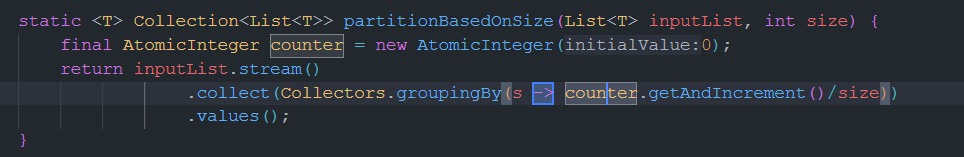 static <T> Collection<List<T>> partitionBasedOnSize(List<T> inputList, int size) {
    final AtomicInteger counter = new AtomicInteger(initialValue:0);
    return inputList.stream()
                .collect(Collectors.groupingBy(s -> counter.getAndIncrement()/size))
                .values();
}